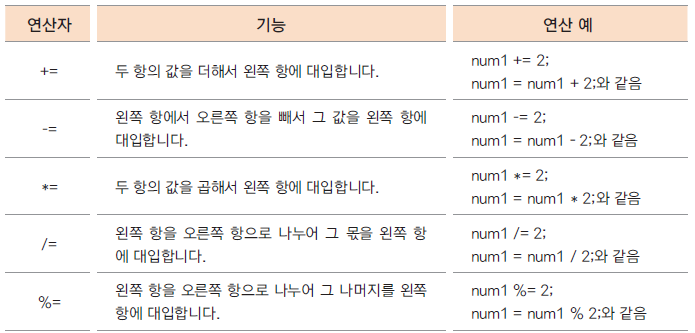 연산자 기능 연산 예
+= 두 항의 값을 더해서 왼쪽 항에 대입합니다. num1 += 2;
num1 = num1 + 2;와 같음
-= 왼쪽 항에서 오른쪽 항을 빼서 그 값을 왼쪽 항에
대입합니다.
num1 -= 2;
num1 = num1 - 2;와 같음
*= 두 항의 값을 곱해서 왼쪽 항에 대입합니다. num1 *= 2;
num1 = num1 * 2;와 같음
/= 왼쪽 항을 오른쪽 항으로 나누어 그 몫을 왼쪽 항
에 대입합니다.
num1 /= 2;
num1 = num1 / 2;와 같음
%= 왼쪽 항을 오른쪽 항으로 나누어 그 나머지를 왼쪽
항에 대입합니다.
num1 %= 2;
num1 = num1 % 2;와 같음